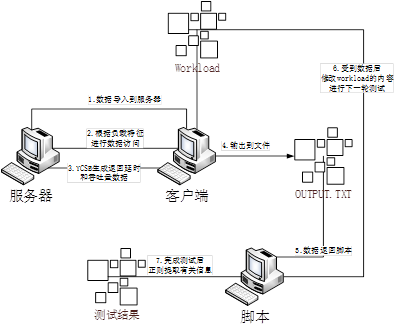 Workload
6.受到数据后
修改workload的内容
进行下一轮测试
1.数据导入到服务器
2.根据负载特征
进行数据访问
3.YCSB生成返回延时
和吞吐量数据
4.输出到文件
服务器
客户端
OUTPUT.TXT
5.数据返回脚本
7.完成测试后
正则提取有关信息
测试结果
脚本